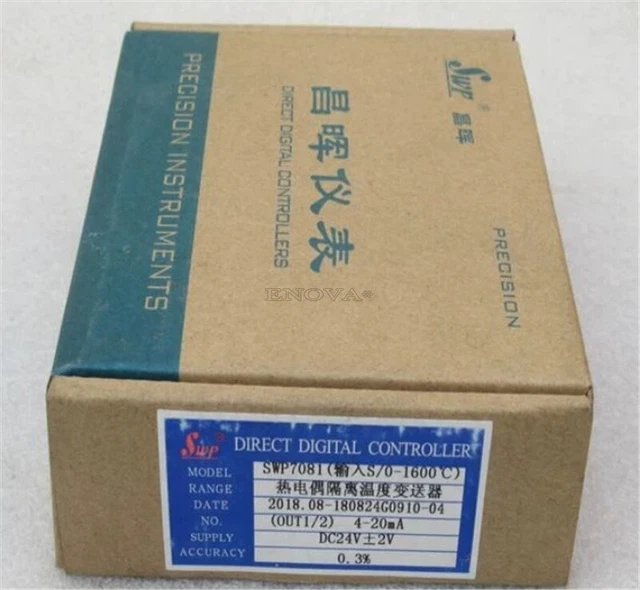 PRECISION INSTRUMENTS
昌晖仪表
DIRECT DIGITAL CONTROLLERS
SWP®
昌晖
PRECISION
ENOVA
SWP®
DIRECT DIGITAL CONTROLLER
MODEL SWP7081(输入S/0-1600℃)
RANGE 热电偶隔离温度变送器
DATE 2018.08-180824G0910-04
NO. (OUT1/2) 4-20mA
SUPPLY DC24V±2V
ACCURACY 0.3%